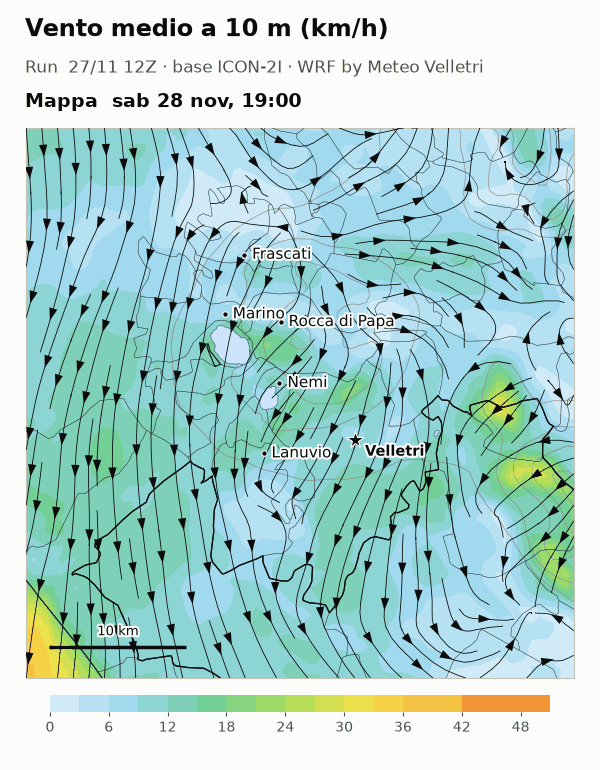 Vento medio a 10 m (km/h)
Run  27/11 12Z · base ICON-2I · WRF by Meteo Velletri
Mappa  sab 28 nov, 19:00
Frascati
Marino
Rocca di Papa
Nemi
Velletri
Lanuvio
10 km
0 6 12 18 24 30 36 42 48